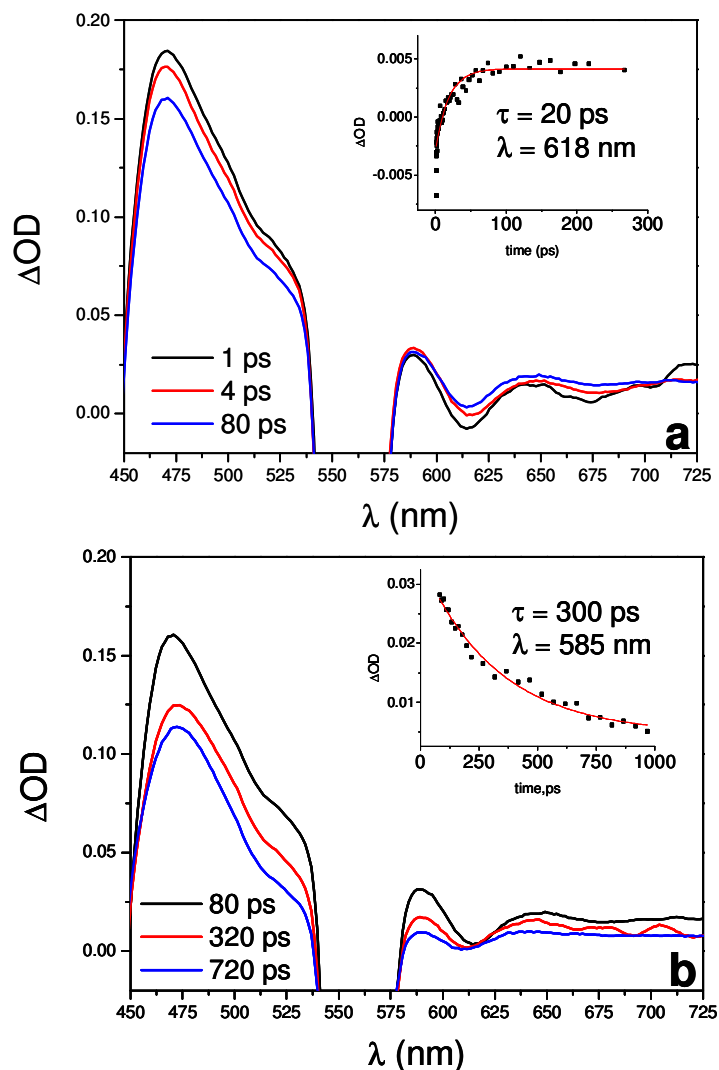 0.20
0.15
0.10
0.05
0.00
ΔOD
0.005
0.000
-0.005
ΔOD
τ = 20 ps
λ = 618 nm
0 100 200 300
time (ps)
1 ps
4 ps
80 ps
a
450 475 500 525 550 575 600 625 650 675 700 725
λ (nm)
0.20
0.15
0.10
0.05
0.00
ΔOD
0.03
0.02
0.01
ΔOD
τ = 300 ps
λ = 585 nm
0 250 500 750 1000
time,ps
80 ps
320 ps
720 ps
b
450 475 500 525 550 575 600 625 650 675 700 725
λ (nm)